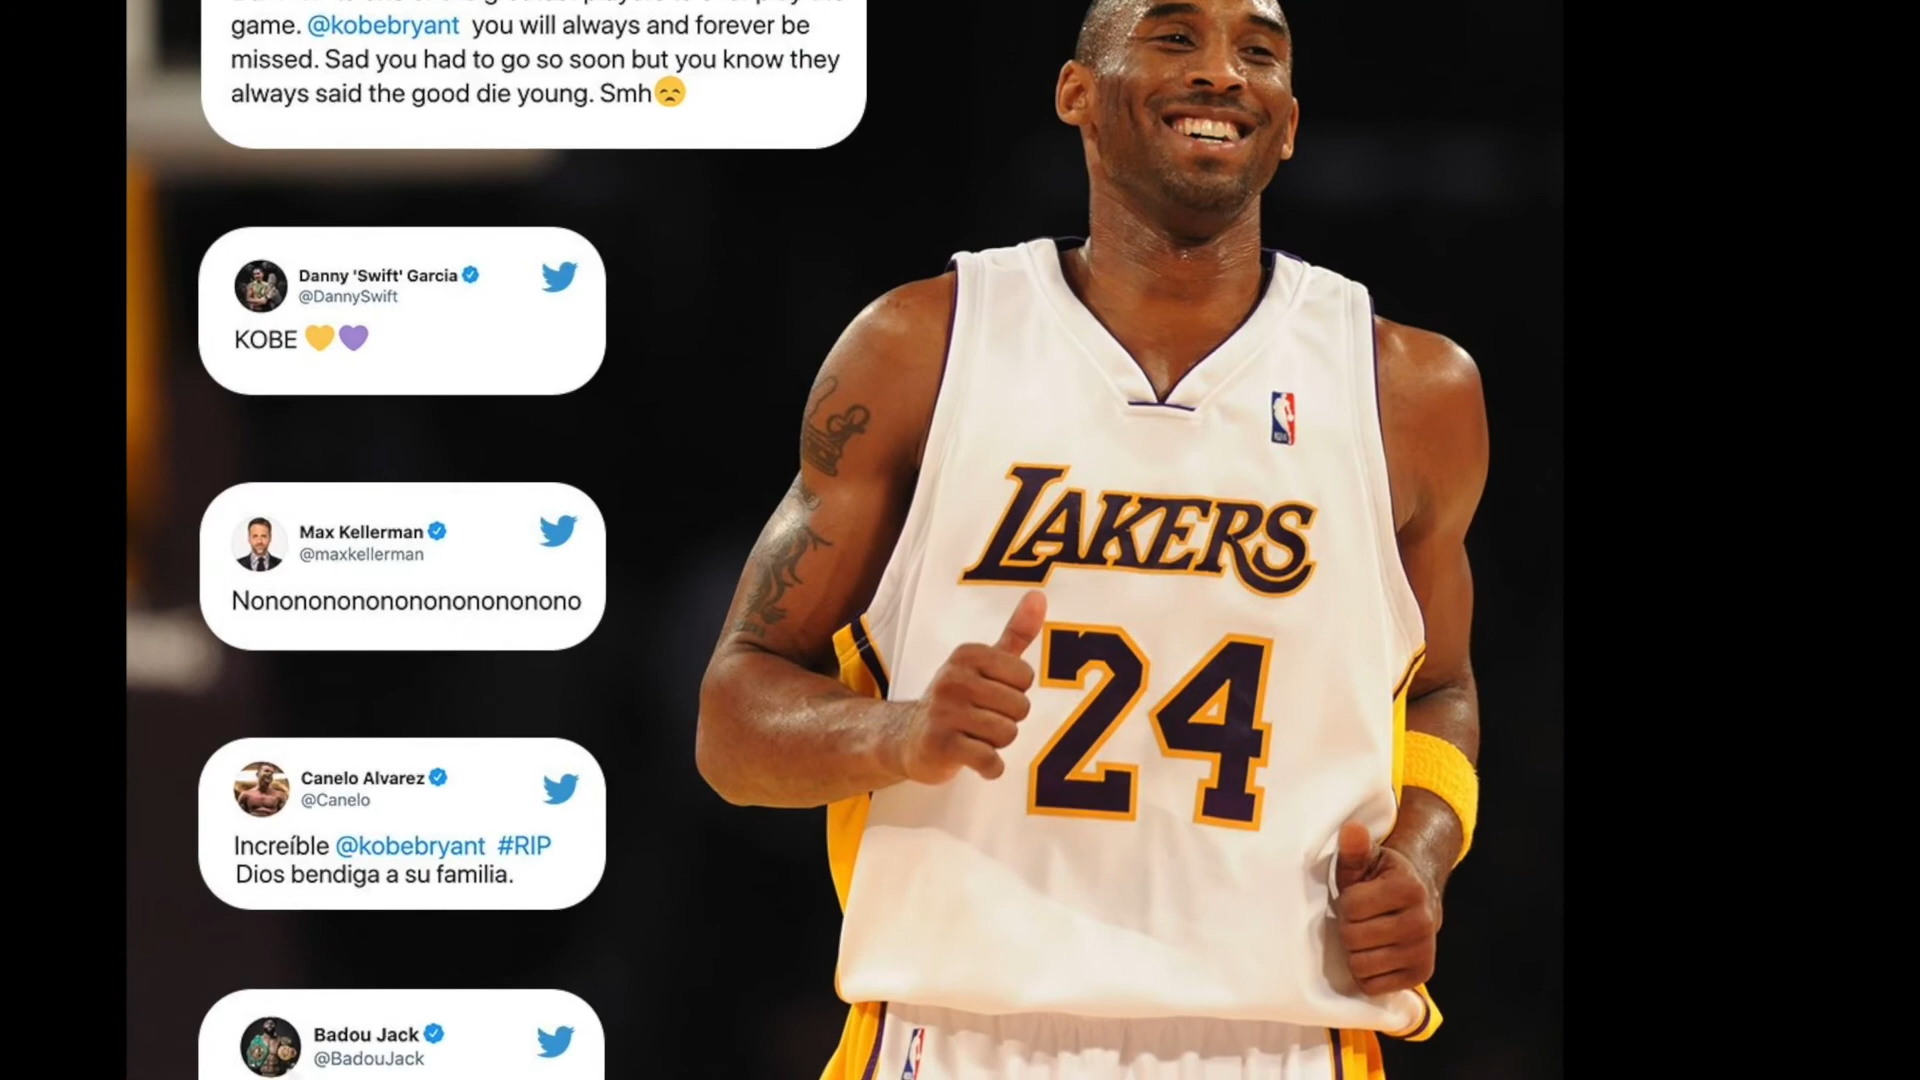 game. @kobebryant you will always and forever be
missed. Sad you had to go so soon but you know they
always said the good die young. Smh😞
Danny 'Swift' Garcia
@DannySwift
KOBE 💛💜
Max Kellerman
@maxkellerman
Nononononononononononono
Canelo Alvarez
@Canelo
Increíble @kobebryant #RIP
Dios bendiga a su familia.
Badou Jack
@BadouJack
LAKERS
24